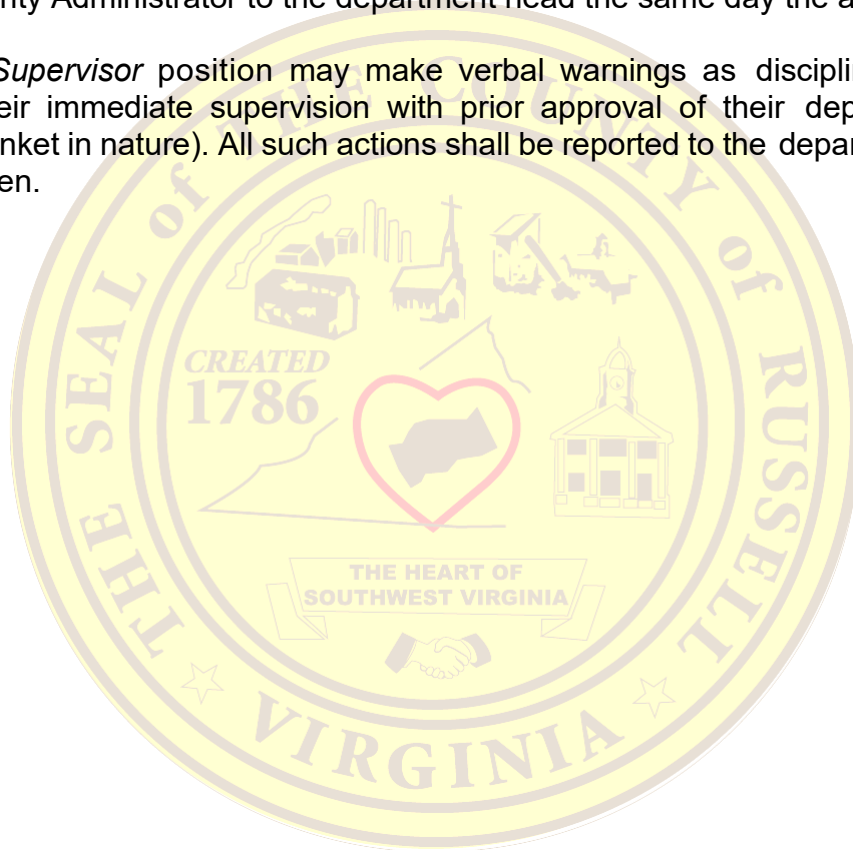 nty Administrator to the department head the same day the a
Supervisor position may make verbal warnings as disciplin
eir immediate supervision with prior approval of their dep
nket in nature). All such actions shall be reported to the depar
en.
THE SEAL of THE COUNTY of RUSSELL
CREATED
1786
THE HEART OF
SOUTHWEST VIRGINIA
VIRGINIA